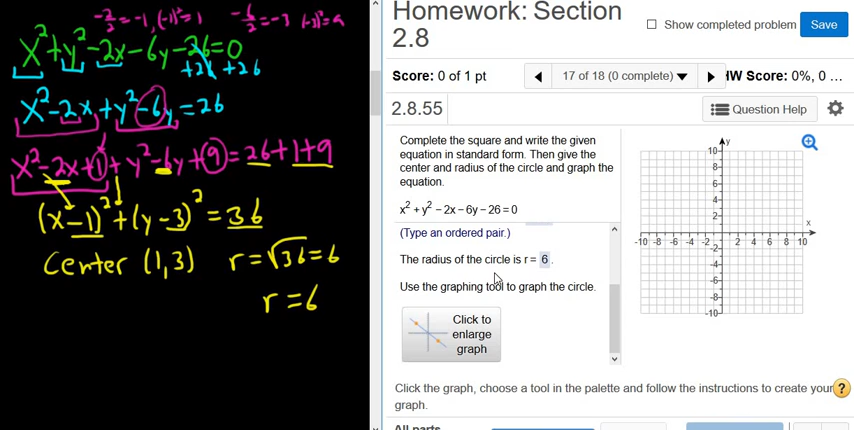 -2/2 = -1, (-1)² = 1
-6/2 = -3 (-3)² = 9
x² + y² - 2x - 6y - 26 = 0
+26 +26
x² - 2x + y² - 6y = 26
x² - 2x + 1 + y² - 6y + 9 = 26 + 1 + 9
(x² - 1)² + (y - 3)² = 36
Center (1,3) r = √36 = 6
r = 6
Homework: Section
2.8
Show completed problem
Save
Score: 0 of 1 pt
17 of 18 (0 complete)
HW Score: 0%, 0 ...
2.8.55
Question Help
Complete the square and write the given
equation in standard form. Then give the
center and radius of the circle and graph the
equation.
x² + y² - 2x - 6y - 26 = 0
(Type an ordered pair.)
The radius of the circle is r = 6.
Use the graphing tool to graph the circle.
Click to
enlarge
graph
y
10
8
6
4
2
x
-10 -8 -6 -4 -2 2 4 6 8 10
-2
-4
-6
-8
-10
Click the graph, choose a tool in the palette and follow the instructions to create your
graph.
?
All parts